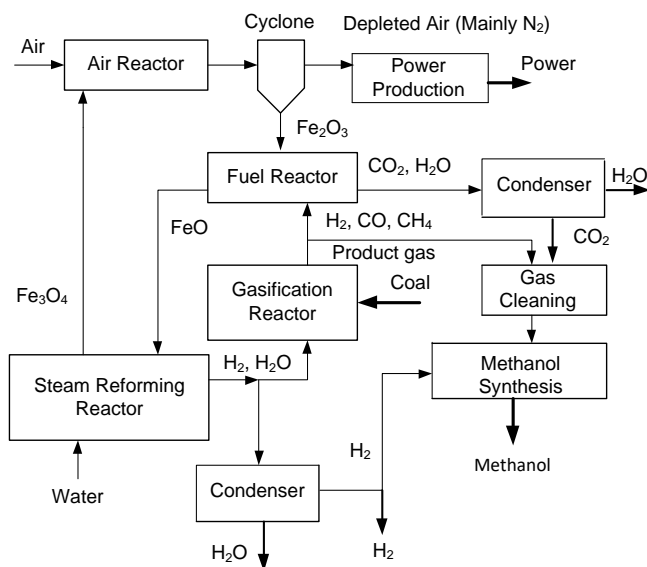 Cyclone
Depleted Air (Mainly N₂)
Air
Air Reactor
Power
Production
Power
Fe₂O₃
Fuel Reactor
CO₂, H₂O
Condenser
H₂O
FeO
H₂, CO, CH₄
CO₂
Product gas
Gasification
Reactor
Coal
Gas
Cleaning
Fe₃O₄
Steam Reforming
Reactor
H₂, H₂O
Methanol
Synthesis
H₂
Methanol
Water
Condenser
H₂O
H₂